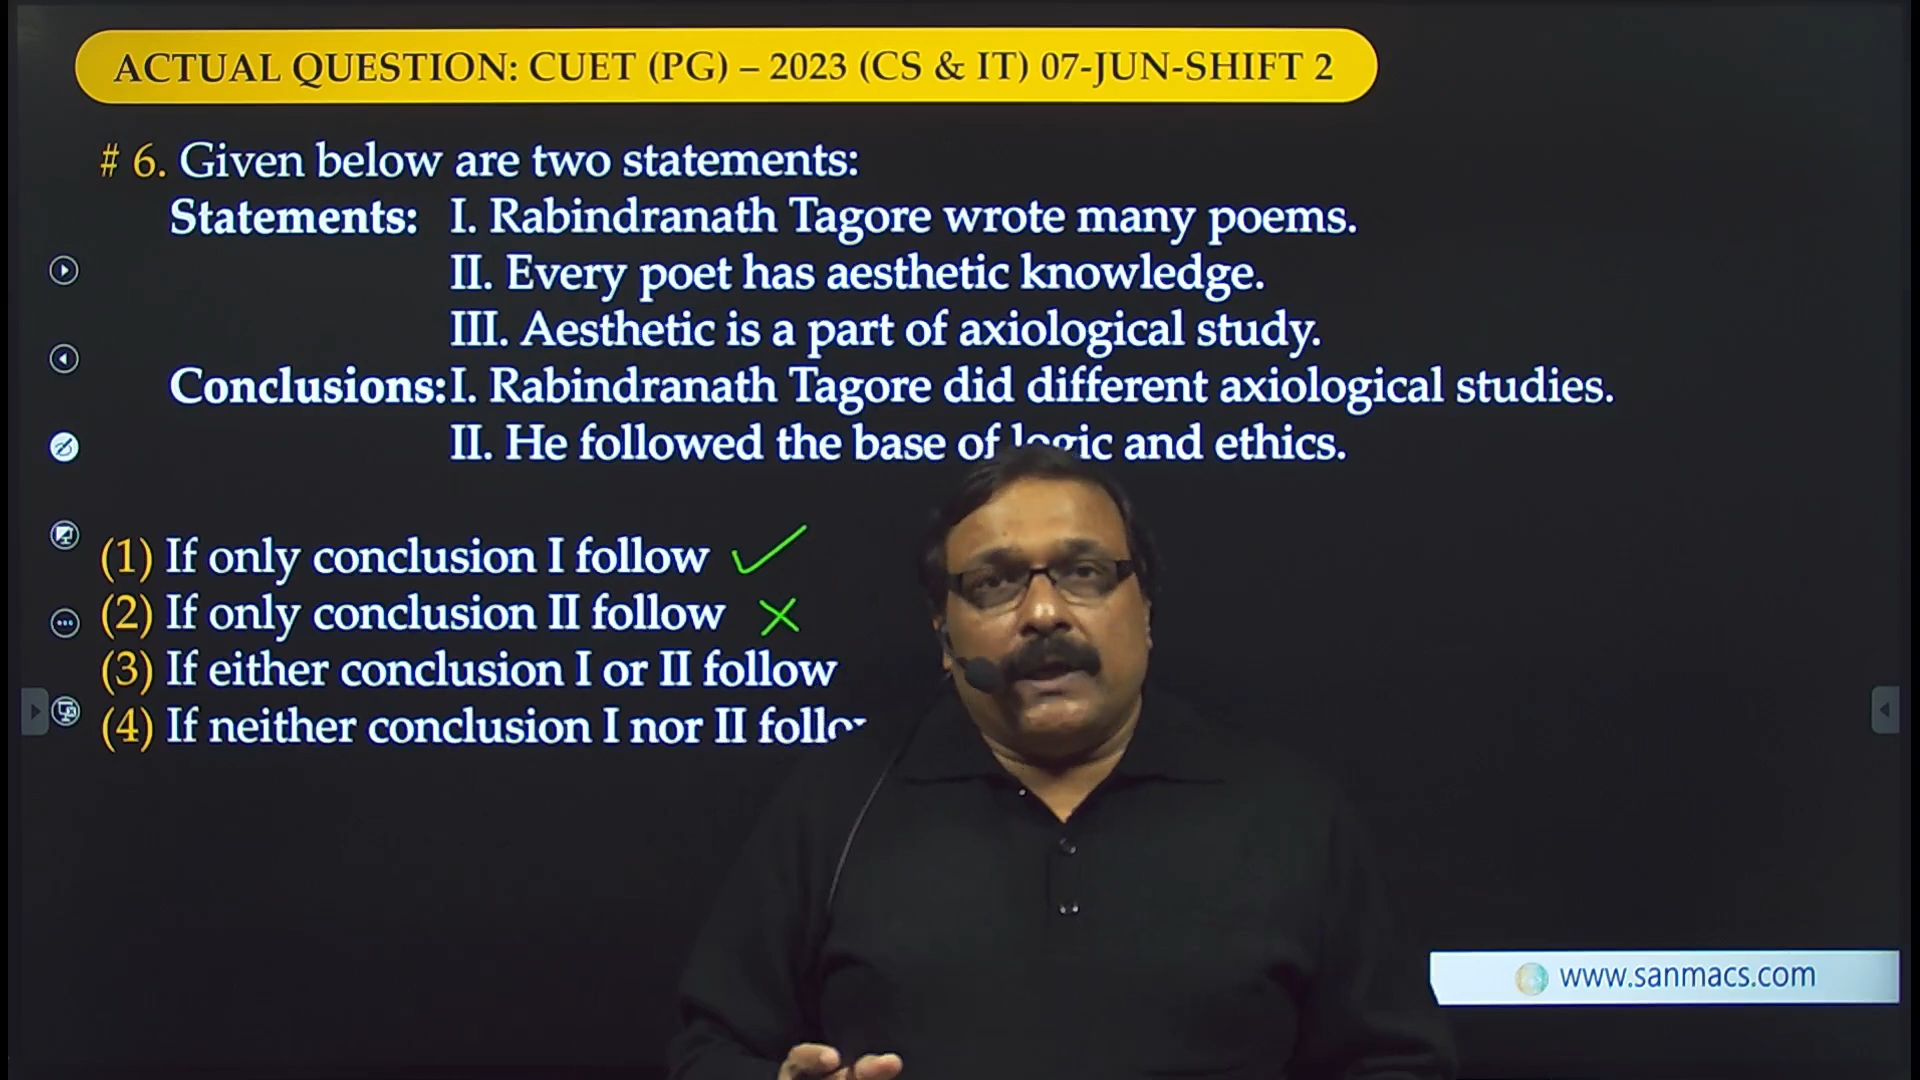 ACTUAL QUESTION: CUET (PG) – 2023 (CS & IT) 07-JUN-SHIFT 2
# 6. Given below are two statements:
Statements: I. Rabindranath Tagore wrote many poems.
II. Every poet has aesthetic knowledge.
III. Aesthetic is a part of axiological study.
Conclusions: I. Rabindranath Tagore did different axiological studies.
II. He followed the base of logic and ethics.
(1) If only conclusion I follow
(2) If only conclusion II follow
(3) If either conclusion I or II follow
(4) If neither conclusion I nor II follow
www.sanmacs.com